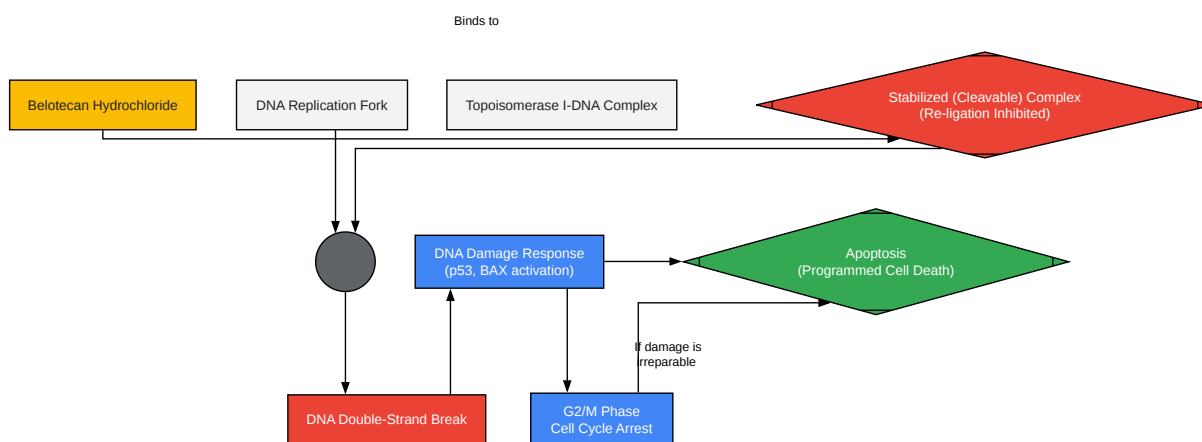 Binds to
Belotecan Hydrochloride
DNA Replication Fork
Topoisomerase I-DNA Complex
Stabilized (Cleavable) Complex
(Re-ligation Inhibited)
DNA Damage Response
(p53, BAX activation)
Apoptosis
(Programmed Cell Death)
If damage is
irreparable
DNA Double-Strand Break
G2/M Phase
Cell Cycle Arrest